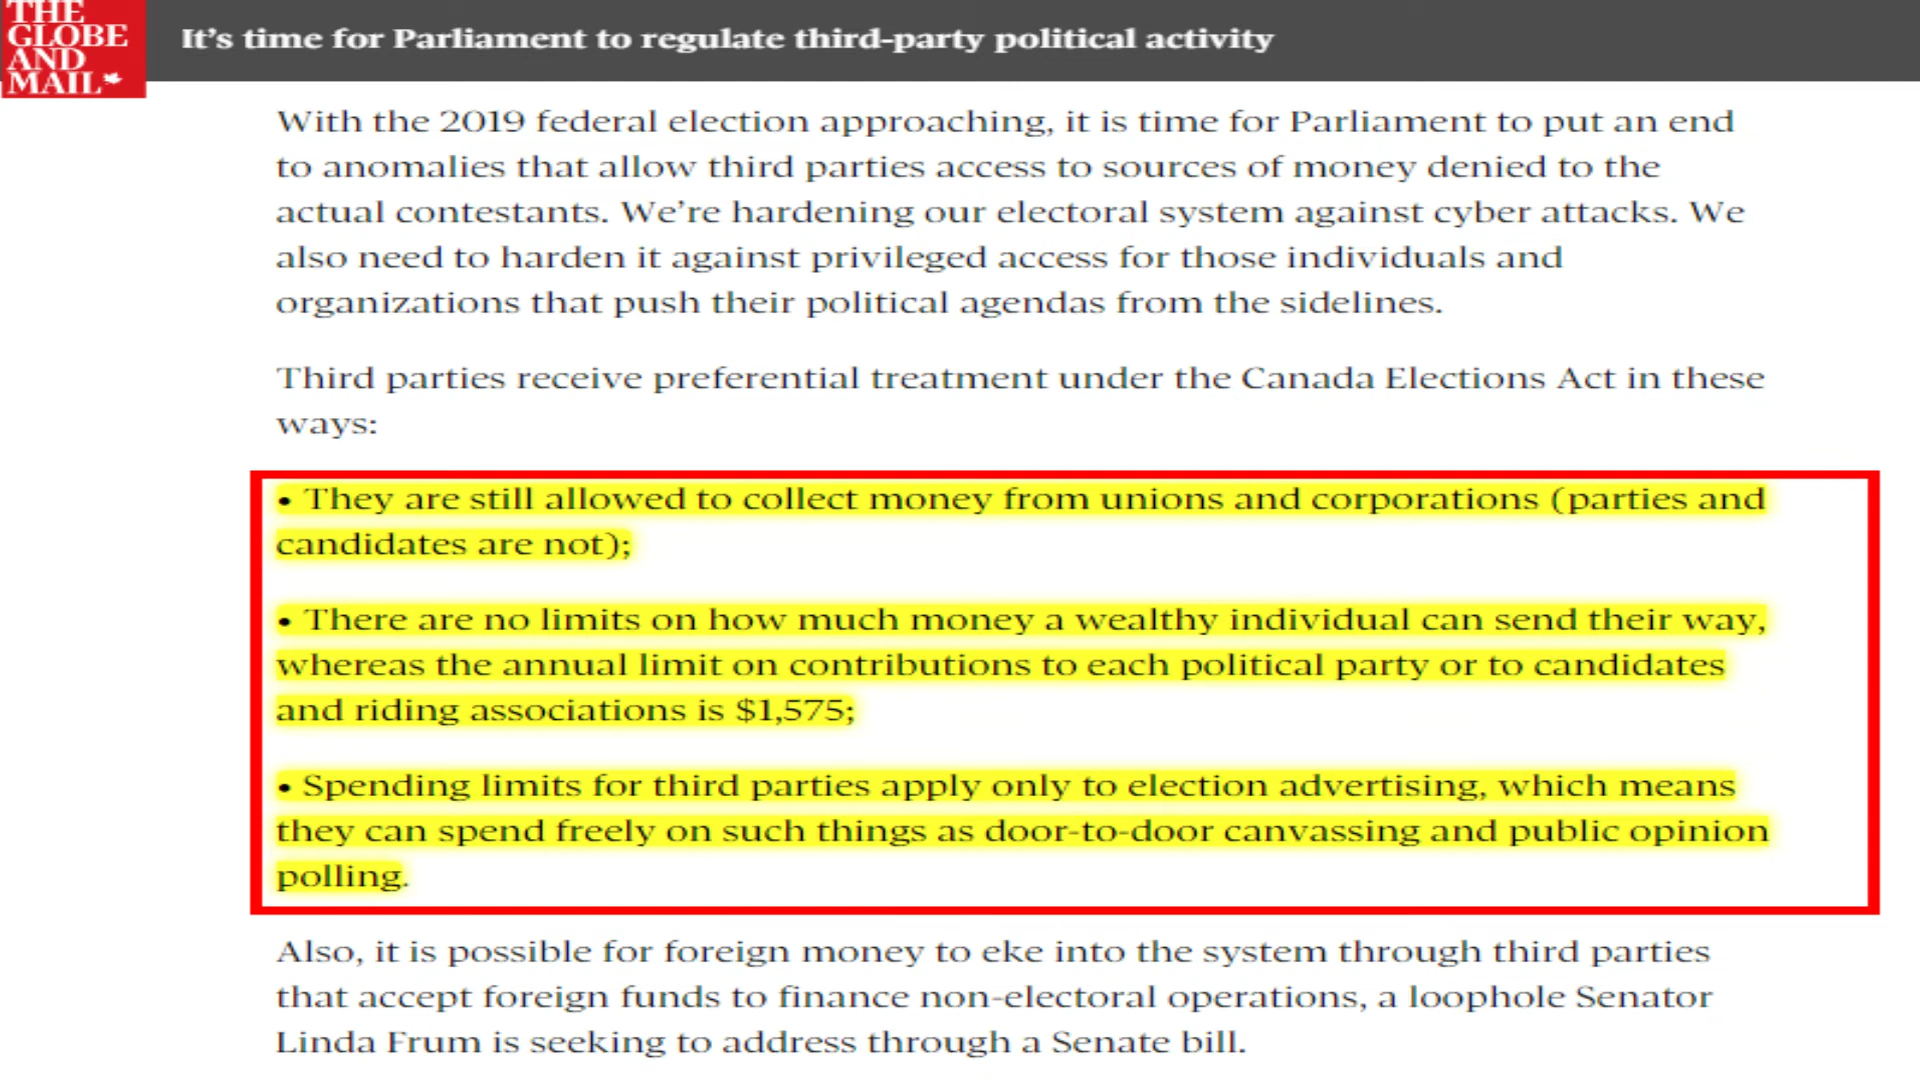 THE
GLOBE
AND
MAIL
It's time for Parliament to regulate third-party political activity
With the 2019 federal election approaching, it is time for Parliament to put an end
to anomalies that allow third parties access to sources of money denied to the
actual contestants. We're hardening our electoral system against cyber attacks. We
also need to harden it against privileged access for those individuals and
organizations that push their political agendas from the sidelines.
Third parties receive preferential treatment under the Canada Elections Act in these
ways:
• They are still allowed to collect money from unions and corporations (parties and
candidates are not);
• There are no limits on how much money a wealthy individual can send their way,
whereas the annual limit on contributions to each political party or to candidates
and riding associations is $1,575;
• Spending limits for third parties apply only to election advertising, which means
they can spend freely on such things as door-to-door canvassing and public opinion
polling.
Also, it is possible for foreign money to eke into the system through third parties
that accept foreign funds to finance non-electoral operations, a loophole Senator
Linda Frum is seeking to address through a Senate bill.